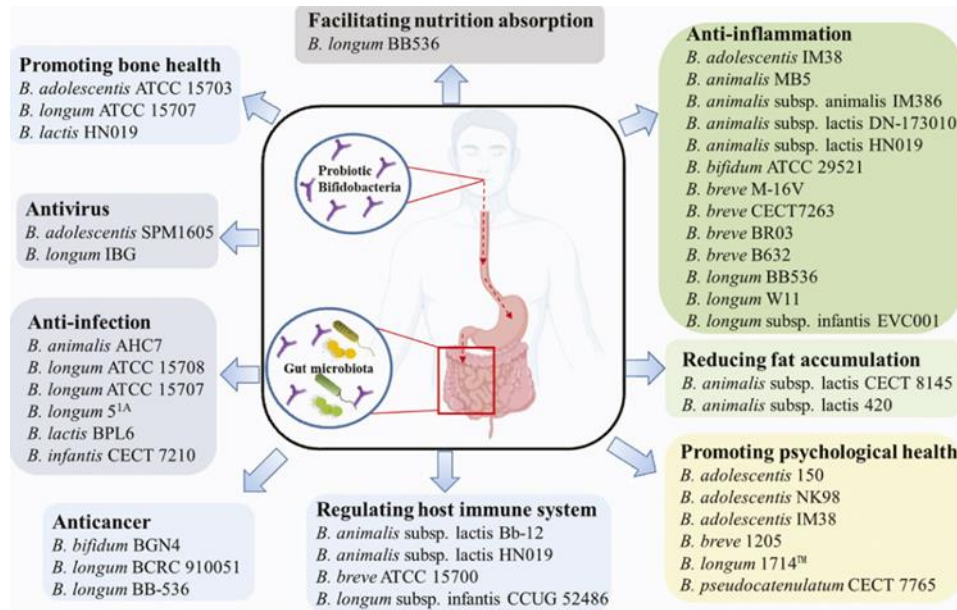 Facilitating nutrition absorption
B. longum BB536
Promoting bone health
B. adolescentis ATCC 15703
B. longum ATCC 15707
B. lactis HN019
Antivirus
B. adolescentis SPM1605
B. longum IBG
Anti-infection
B. animalis AHC7
B. longum ATCC 15708
B. longum ATCC 15707
B. longum 5¹ᴬ
B. lactis BPL6
B. infantis CECT 7210
Anticancer
B. bifidum BGN4
B. longum BCRC 910051
B. longum BB-536
Probiotic
Bifidobacteria
Gut microbiota
Regulating host immune system
B. animalis subsp. lactis Bb-12
B. animalis subsp. lactis HN019
B. breve ATCC 15700
B. longum subsp. infantis CCUG 52486
Anti-inflammation
B. adolescentis IM38
B. animalis MB5
B. animalis subsp. animalis IM386
B. animalis subsp. lactis DN-173010
B. animalis subsp. lactis HN019
B. bifidum ATCC 29521
B. breve M-16V
B. breve CECT7263
B. breve BR03
B. breve B632
B. longum BB536
B. longum W11
B. longum subsp. infantis EVC001
Reducing fat accumulation
B. animalis subsp. lactis CECT 8145
B. animalis subsp. lactis 420
Promoting psychological health
B. adolescentis 150
B. adolescentis NK98
B. adolescentis IM38
B. breve 1205
B. longum 1714™
B. pseudocatenulatum CECT 7765